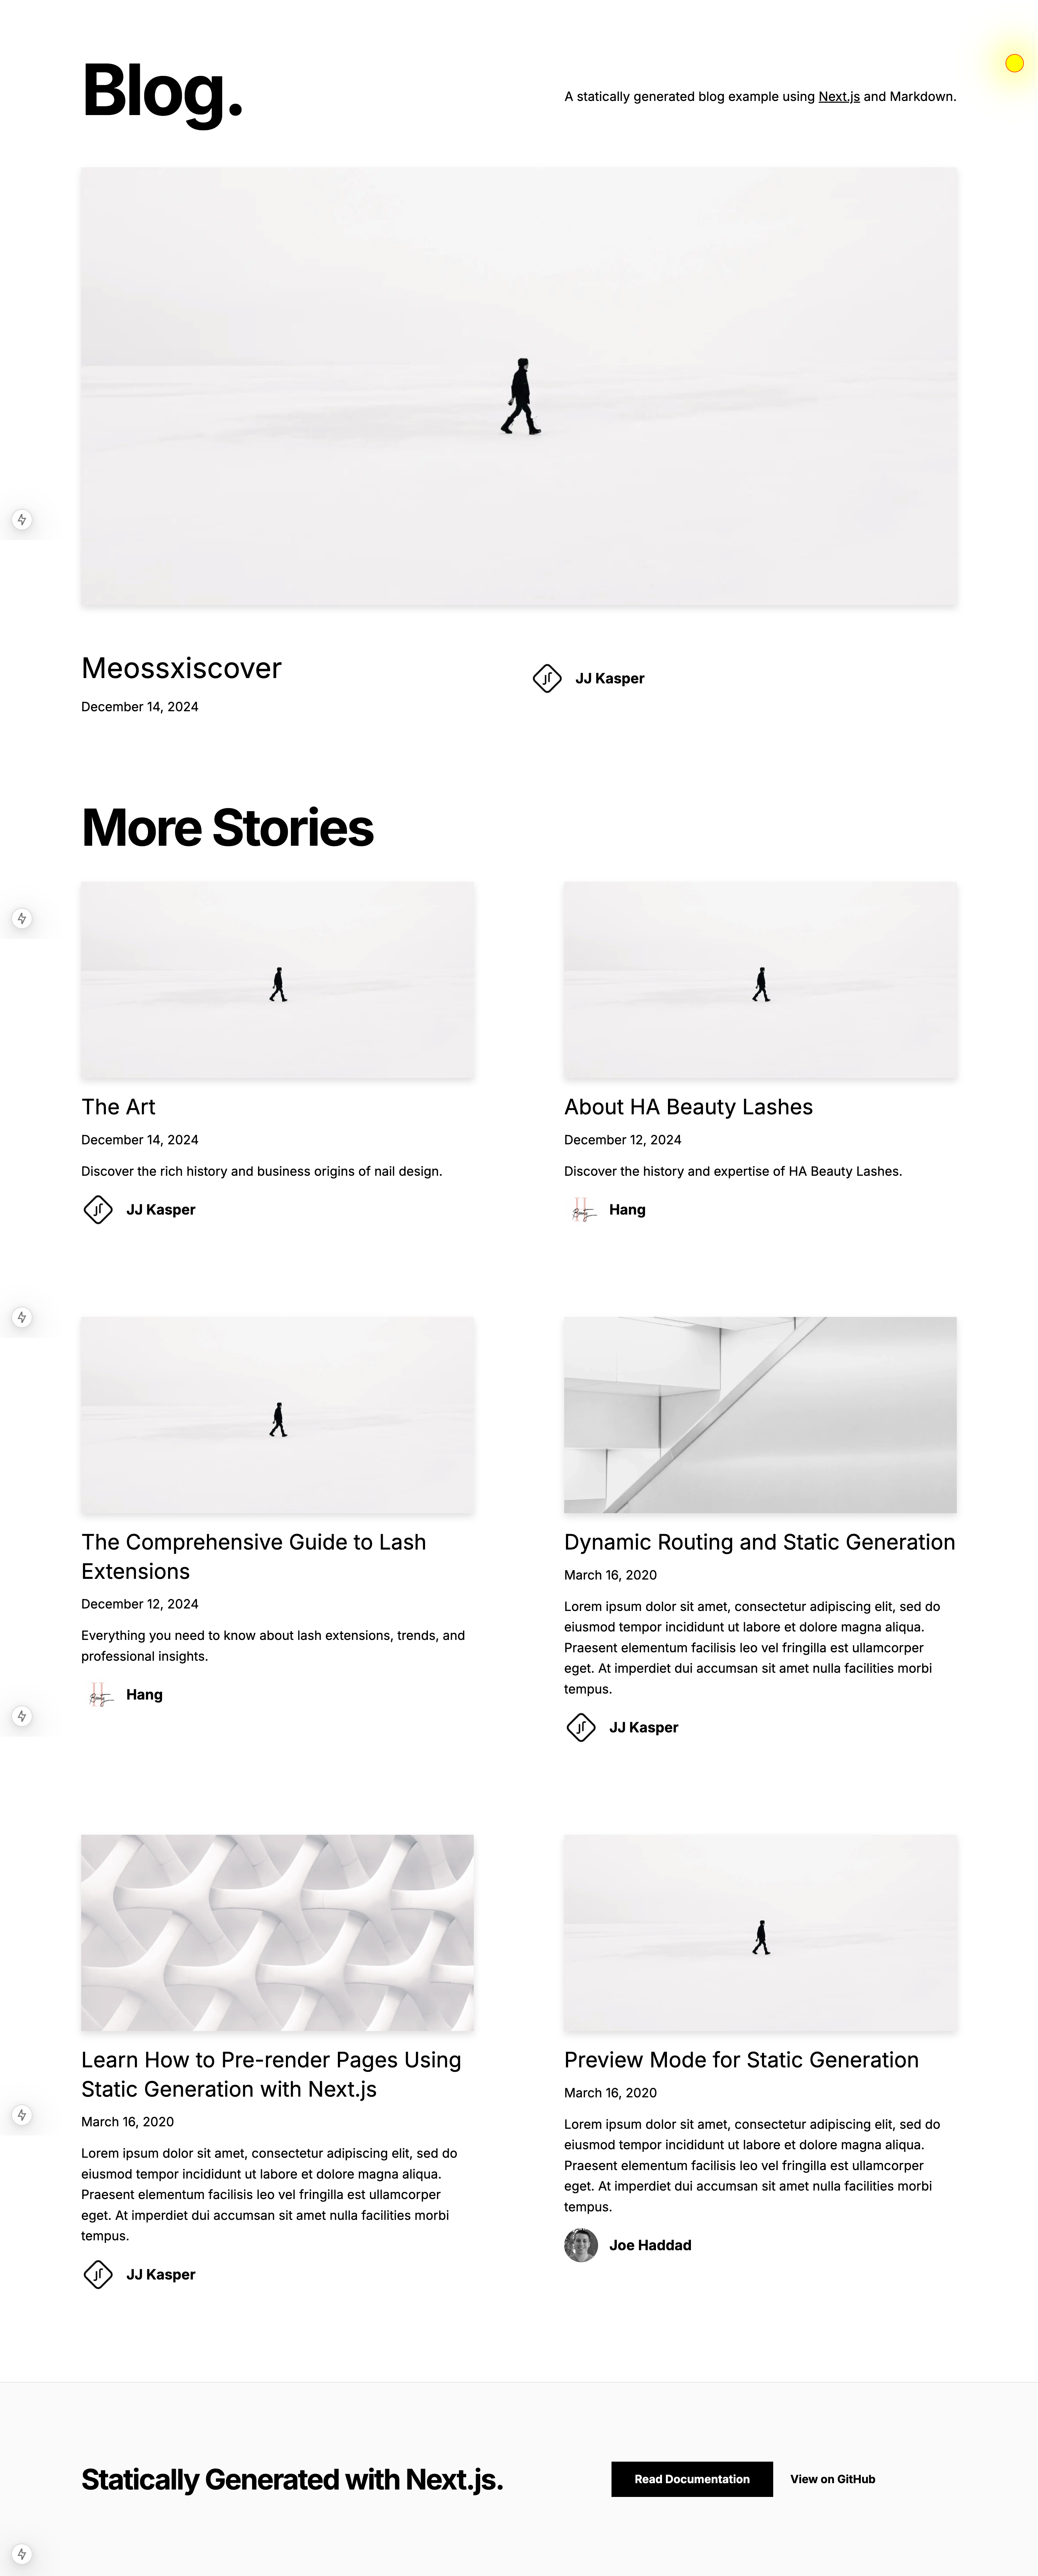 Blog.
A statically generated blog example using Next.js and Markdown.
Meossxiscover
December 14, 2024
JJ Kasper
More Stories
The Art
December 14, 2024
Discover the rich history and business origins of nail design.
JJ Kasper
About HA Beauty Lashes
December 12, 2024
Discover the history and expertise of HA Beauty Lashes.
Hang
The Comprehensive Guide to Lash
Extensions
December 12, 2024
Everything you need to know about lash extensions, trends, and
professional insights.
Hang
Dynamic Routing and Static Generation
March 16, 2020
Lorem ipsum dolor sit amet, consectetur adipiscing elit, sed do
eiusmod tempor incididunt ut labore et dolore magna aliqua.
Praesent elementum facilisis leo vel fringilla est ullamcorper
eget. At imperdiet dui accumsan sit amet nulla facilities morbi
tempus.
JJ Kasper
Learn How to Pre-render Pages Using
Static Generation with Next.js
March 16, 2020
Lorem ipsum dolor sit amet, consectetur adipiscing elit, sed do
eiusmod tempor incididunt ut labore et dolore magna aliqua.
Praesent elementum facilisis leo vel fringilla est ullamcorper
eget. At imperdiet dui accumsan sit amet nulla facilities morbi
tempus.
JJ Kasper
Preview Mode for Static Generation
March 16, 2020
Lorem ipsum dolor sit amet, consectetur adipiscing elit, sed do
eiusmod tempor incididunt ut labore et dolore magna aliqua.
Praesent elementum facilisis leo vel fringilla est ullamcorper
eget. At imperdiet dui accumsan sit amet nulla facilities morbi
tempus.
Joe Haddad
Statically Generated with Next.js.
Read Documentation
View on GitHub